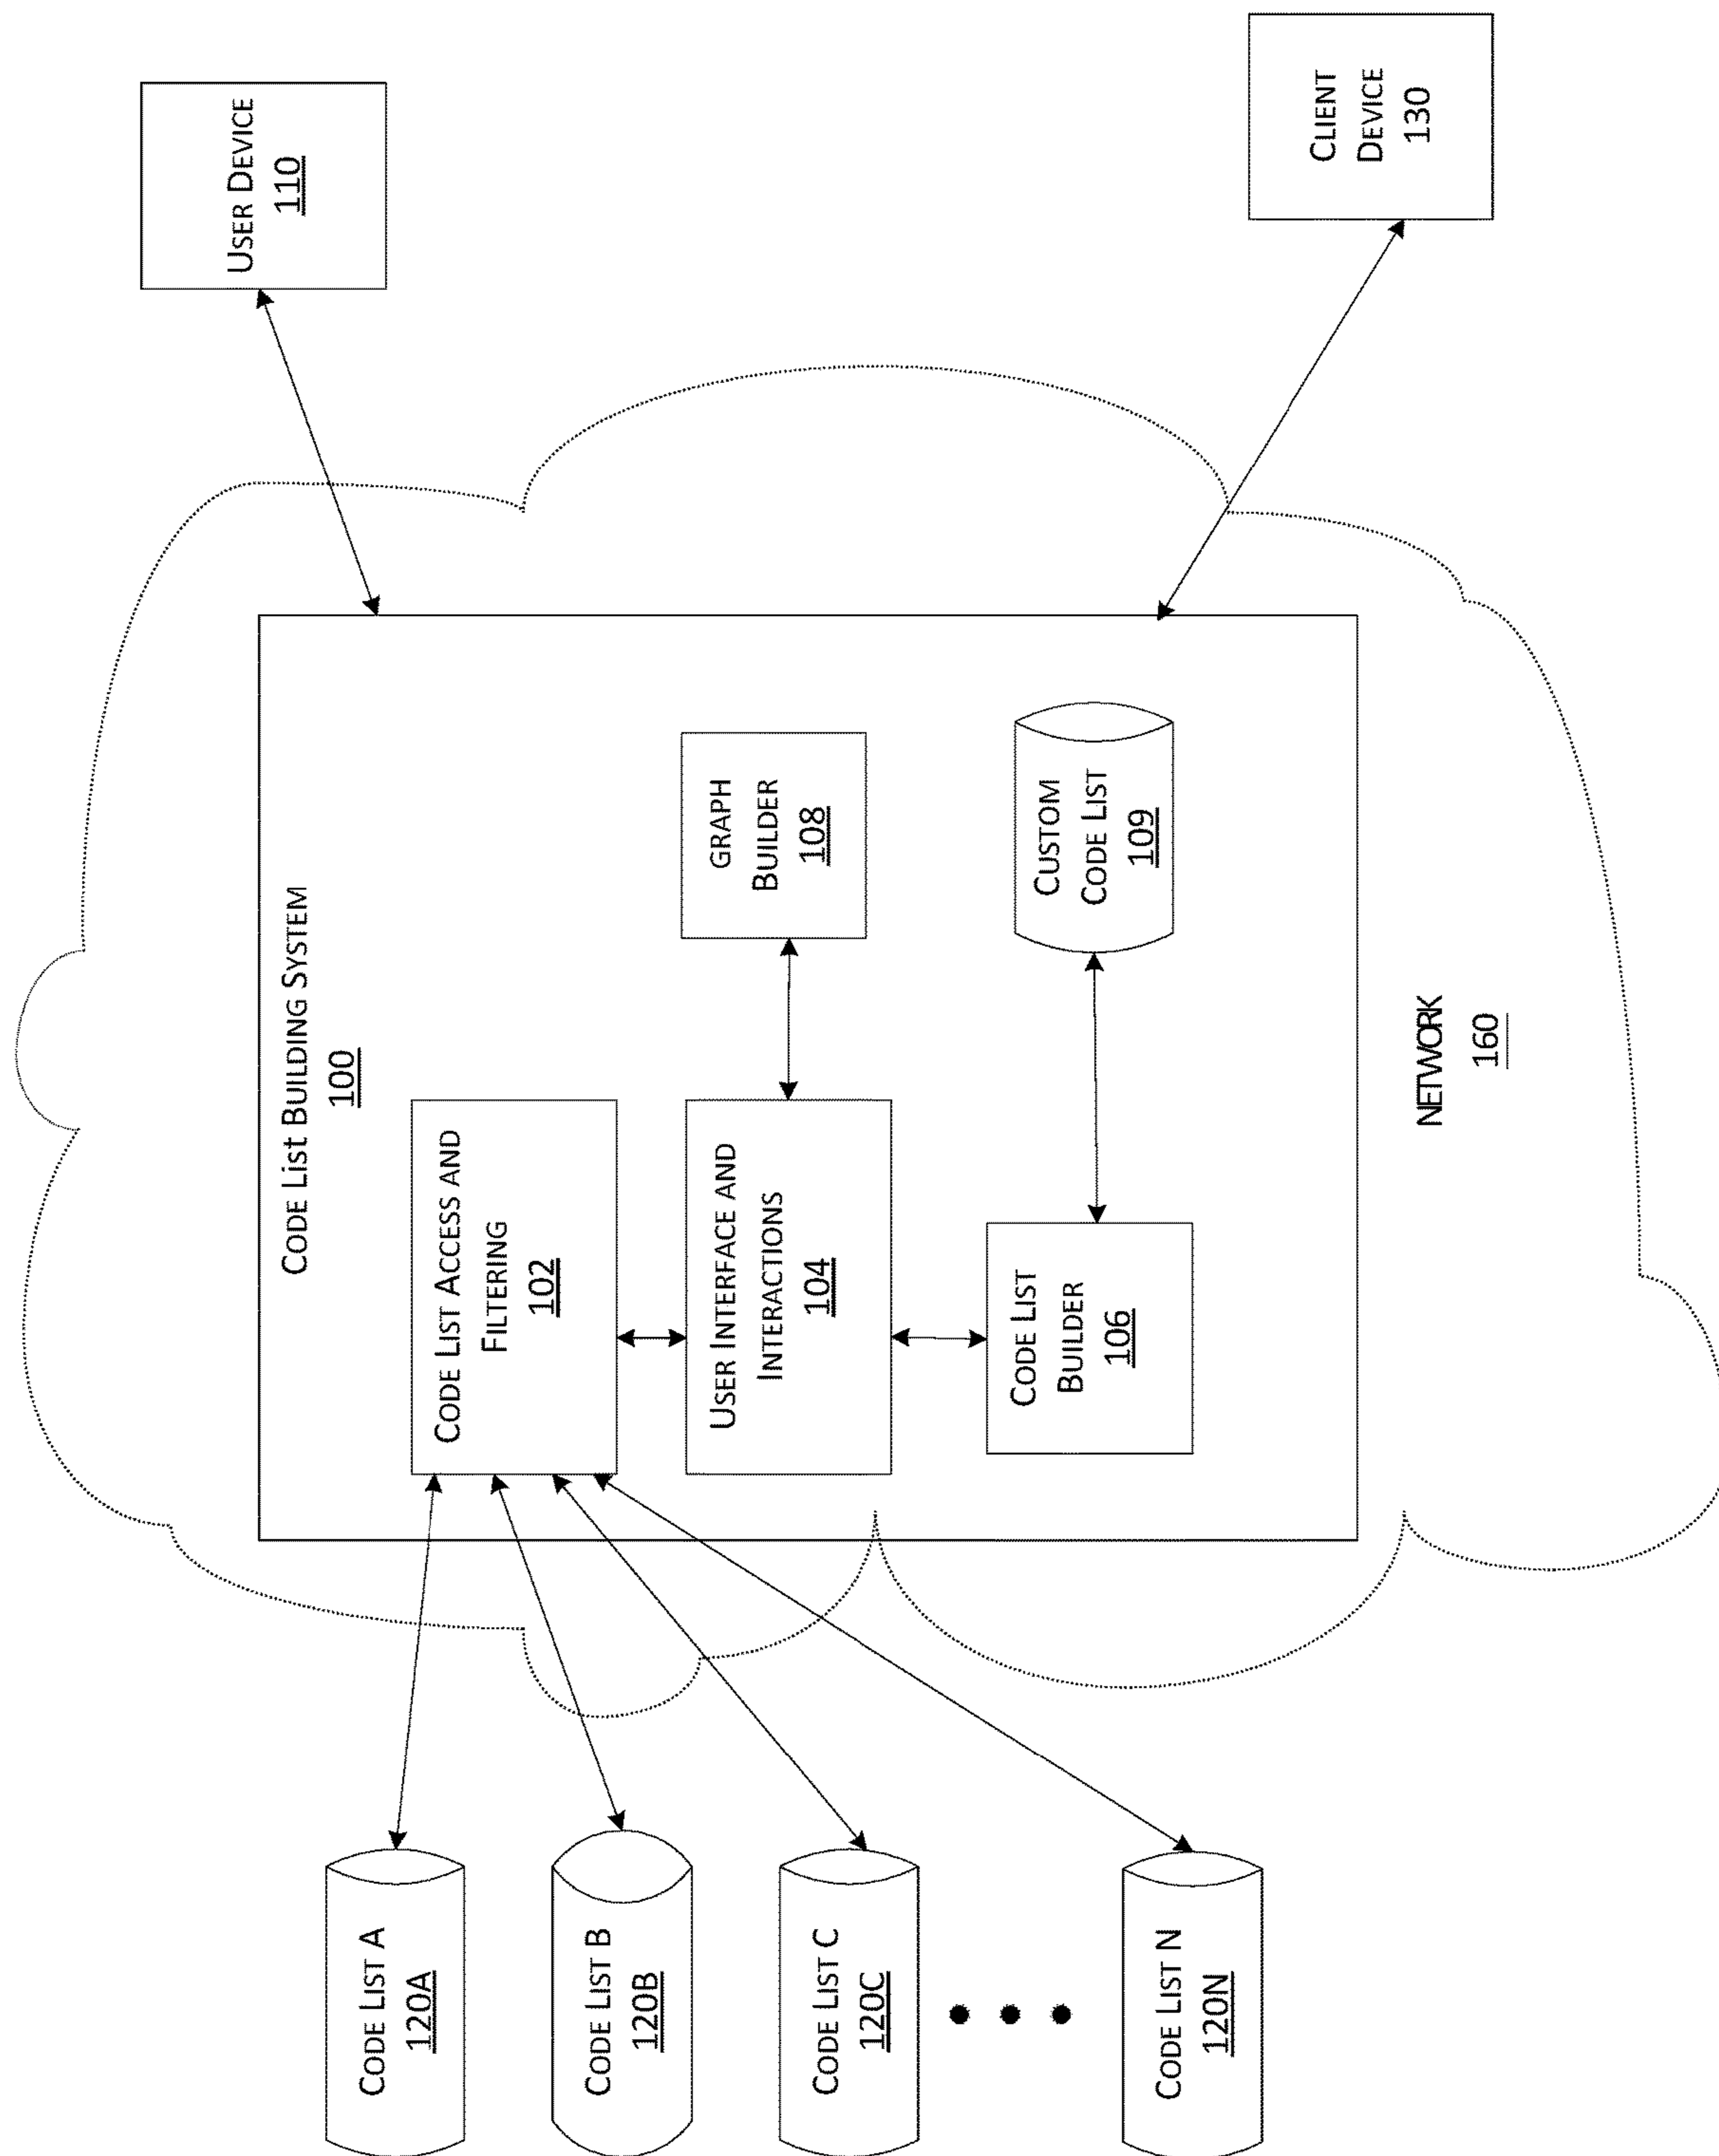 CODE LIST A
120A
CODE LIST B
120B
CODE LIST C
120C
CODE LIST N
120N
CODE LIST BUILDING SYSTEM
100
CODE LIST ACCESS AND
FILTERING
102
USER INTERFACE AND
INTERACTIONS
104
GRAPH
BUILDER
108
CODE LIST
BUILDER
106
CUSTOM
CODE LIST
109
NETWORK
160
USER DEVICE
110
CLIENT
DEVICE
130